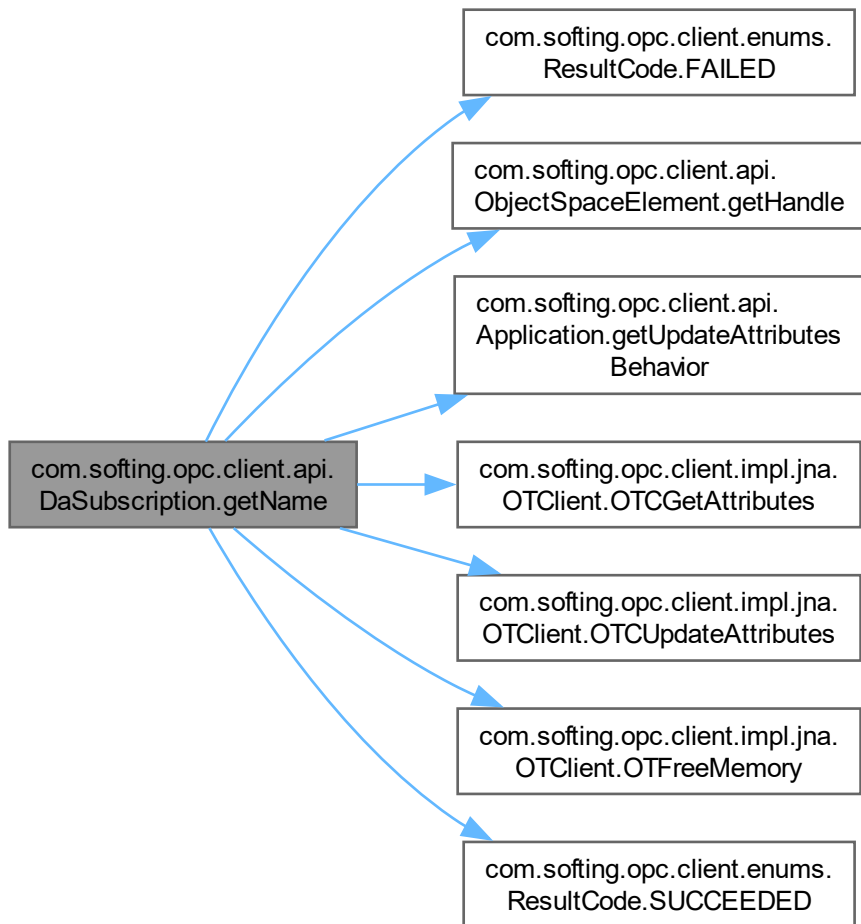 com.softing.opc.client.enums.
ResultCode.FAILED
com.softing.opc.client.api.
ObjectSpaceElement.getHandle
com.softing.opc.client.api.
Application.getUpdateAttributes
Behavior
com.softing.opc.client.api.
DaSubscription.getName
com.softing.opc.client.impl.jna.
OTClient.OTCGetAttributes
com.softing.opc.client.impl.jna.
OTClient.OTCUpdateAttributes
com.softing.opc.client.impl.jna.
OTClient.OTFreeMemory
com.softing.opc.client.enums.
ResultCode.SUCCEEDED